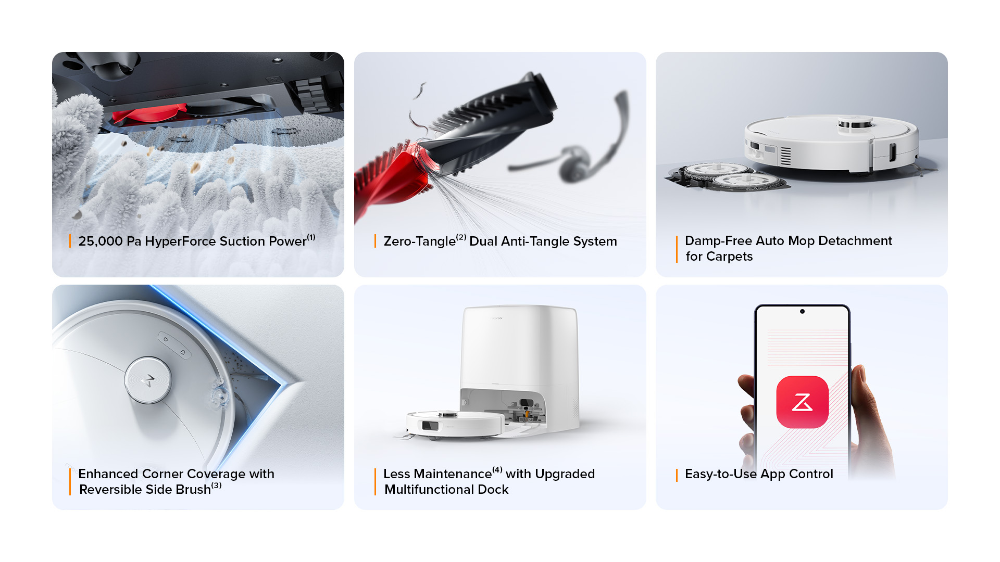 25,000 Pa HyperForce Suction Power(1)
Zero-Tangle(2) Dual Anti-Tangle System
Damp-Free Auto Mop Detachment
for Carpets
Enhanced Corner Coverage with
Reversible Side Brush(3)
Less Maintenance(4) with Upgraded
Multifunctional Dock
Easy-to-Use App Control